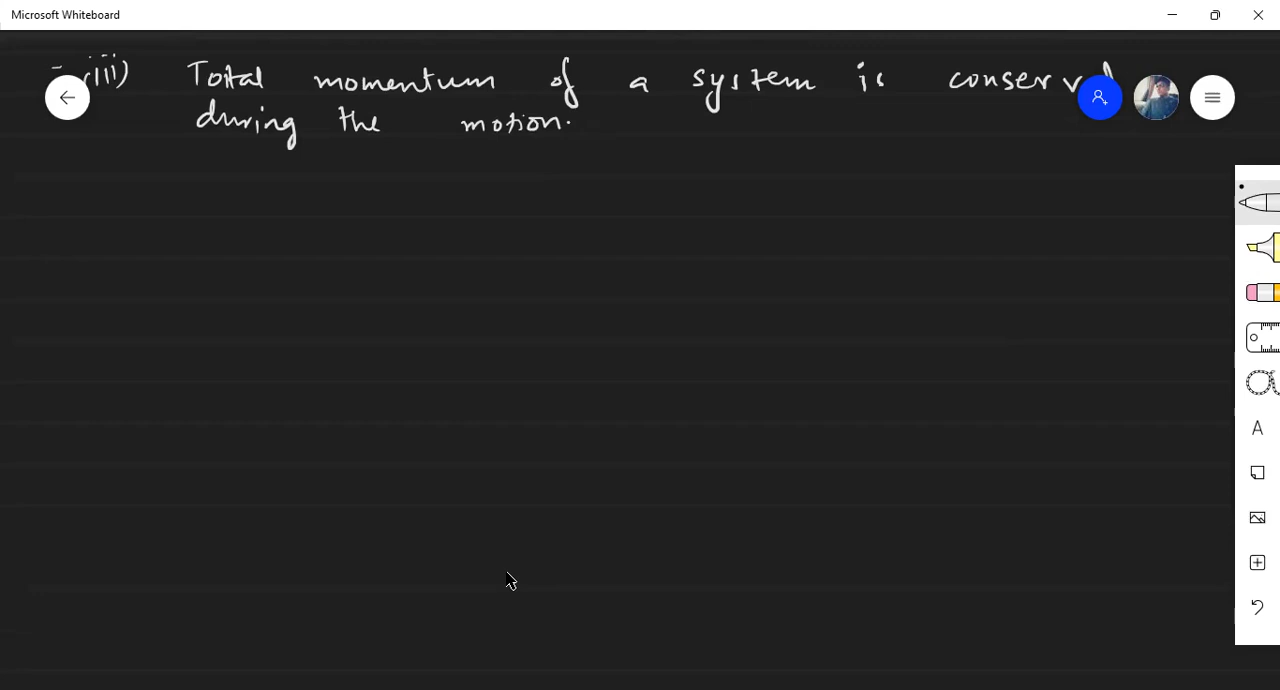 Microsoft Whiteboard
iii) Total momentum of a system is
during the motion.
A